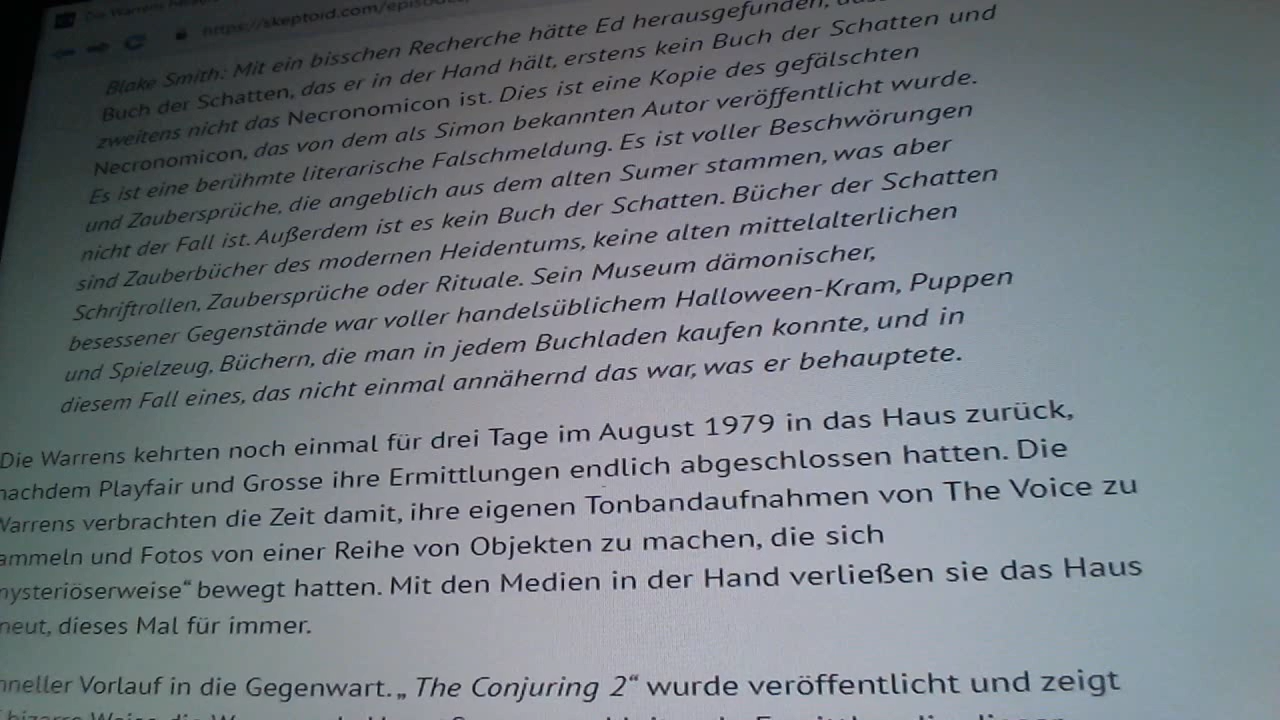 Die Warrens
https://skeptoid.com/episodes/
Blake Smith: Mit ein bisschen Recherche hätte Ed herausgefunden,
Buch der Schatten, das er in der Hand hält, erstens kein Buch der Schatten und
zweitens nicht das Necronomicon ist. Dies ist eine Kopie des gefälschten
Necronomicon, das von dem als Simon bekannten Autor veröffentlicht wurde.
Es ist eine berühmte literarische Falschmeldung. Es ist voller Beschwörungen
und Zaubersprüche, die angeblich aus dem alten Sumer stammen, was aber
nicht der Fall ist. Außerdem ist es kein Buch der Schatten. Bücher der Schatten
sind Zauberbücher des modernen Heidentums, keine alten mittelalterlichen
Schriftrollen, Zaubersprüche oder Rituale. Sein Museum dämonischer,
besessener Gegenstände war voller handelsüblichem Halloween-Kram, Puppen
und Spielzeug, Büchern, die man in jedem Buchladen kaufen konnte, und in
diesem Fall eines, das nicht einmal annähernd das war, was er behauptete.
Die Warrens kehrten noch einmal für drei Tage im August 1979 in das Haus zurück,
nachdem Playfair und Grosse ihre Ermittlungen endlich abgeschlossen hatten. Die
Warrens verbrachten die Zeit damit, ihre eigenen Tonbandaufnahmen von The Voice zu
ammeln und Fotos von einer Reihe von Objekten zu machen, die sich
mysteriöserweise“ bewegt hatten. Mit den Medien in der Hand verließen sie das Haus
neut, dieses Mal für immer.
hneller Vorlauf in die Gegenwart. „ The Conjuring 2“ wurde veröffentlicht und zeigt